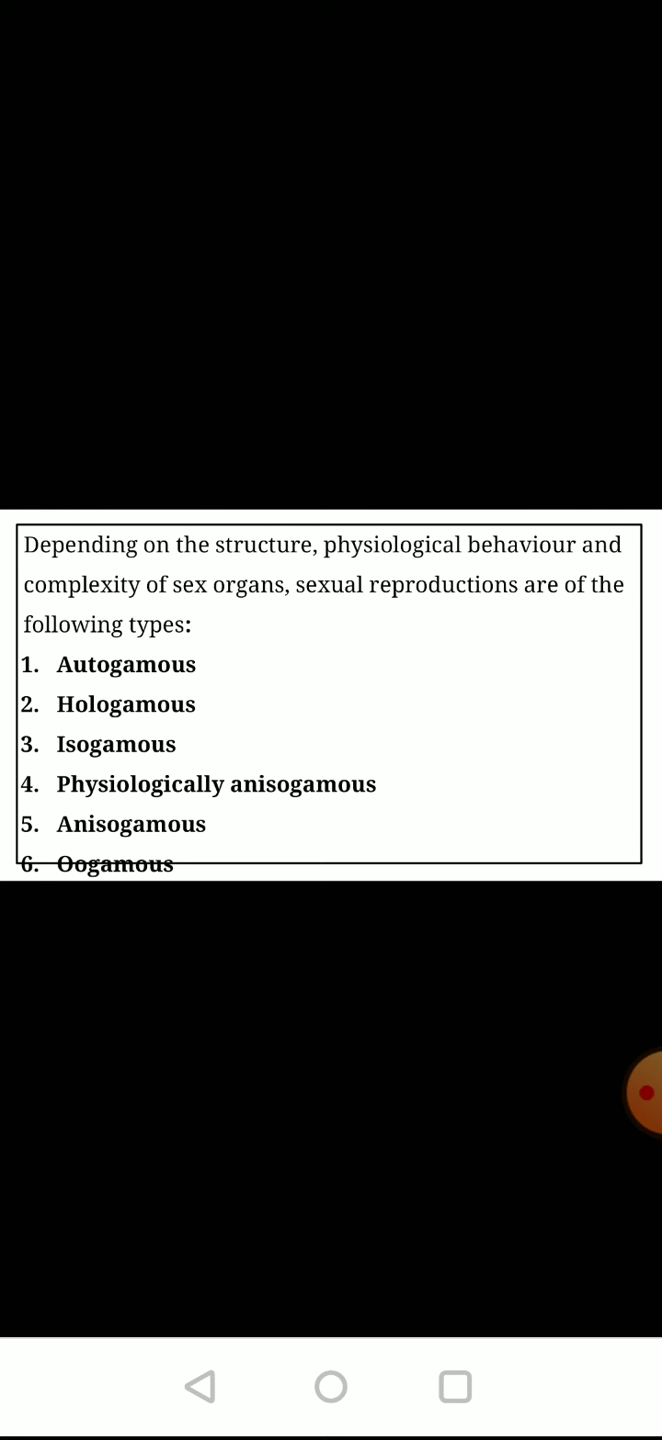 Depending on the structure, physiological behaviour and
complexity of sex organs, sexual reproductions are of the
following types:
1. Autogamous
2. Hologamous
3. Isogamous
4. Physiologically anisogamous
5. Anisogamous
6. Oogamous